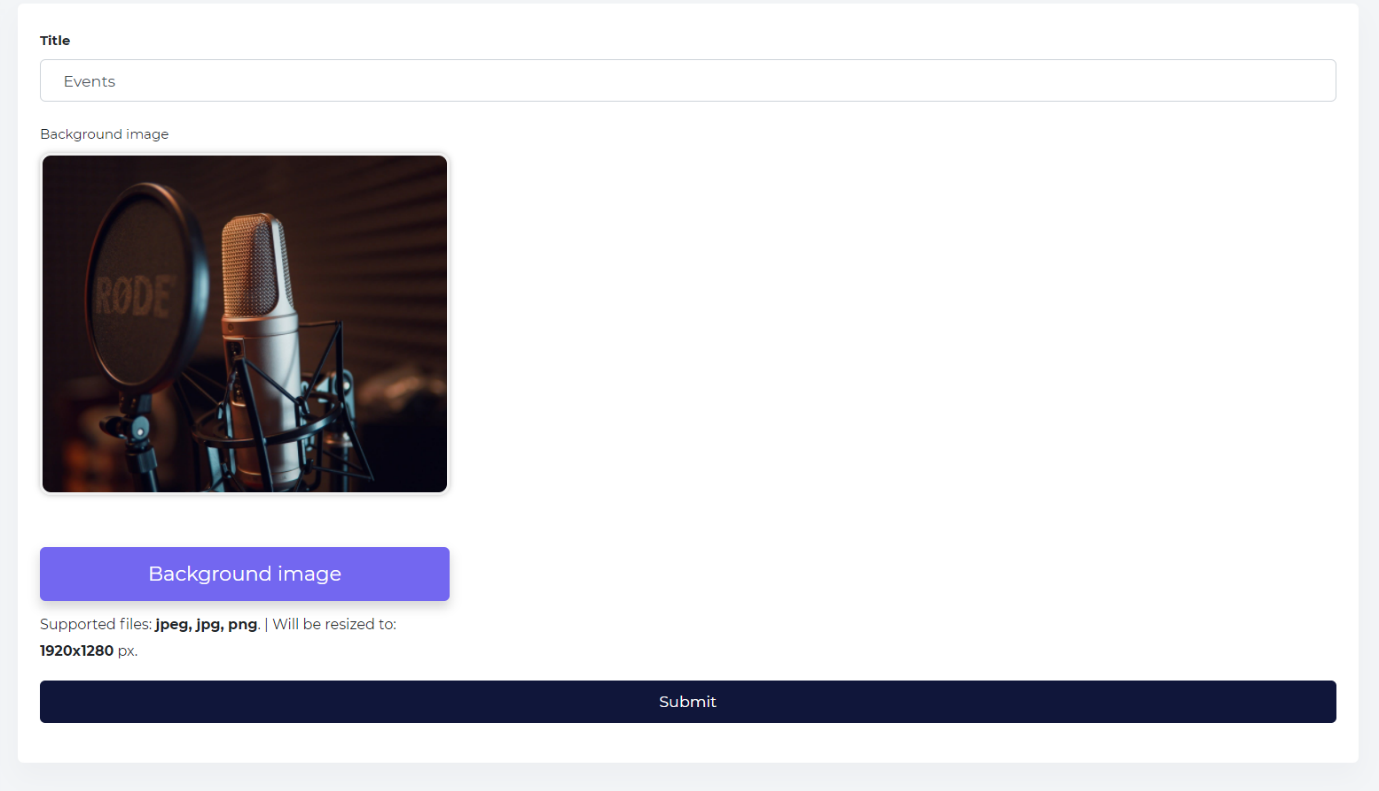 Title
Events
Background image
RØDE
Background image
Supported files: jpeg, jpg, png. | Will be resized to:
1920x1280 px.
Submit